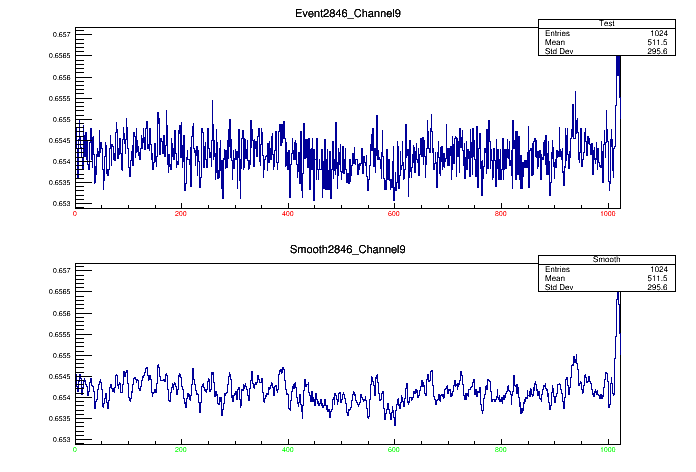 Event2846_Channel9
Test
Entries 1024
Mean 511.5
Std Dev 295.6
0.657
0.6565
0.656
0.6555
0.655
0.6545
0.654
0.6535
0.653
0 200 400 600 800 1000
Smooth2846_Channel9
Smooth
Entries 1024
Mean 511.5
Std Dev 295.6
0.657
0.6565
0.656
0.6555
0.655
0.6545
0.654
0.6535
0.653
0 200 400 600 800 1000